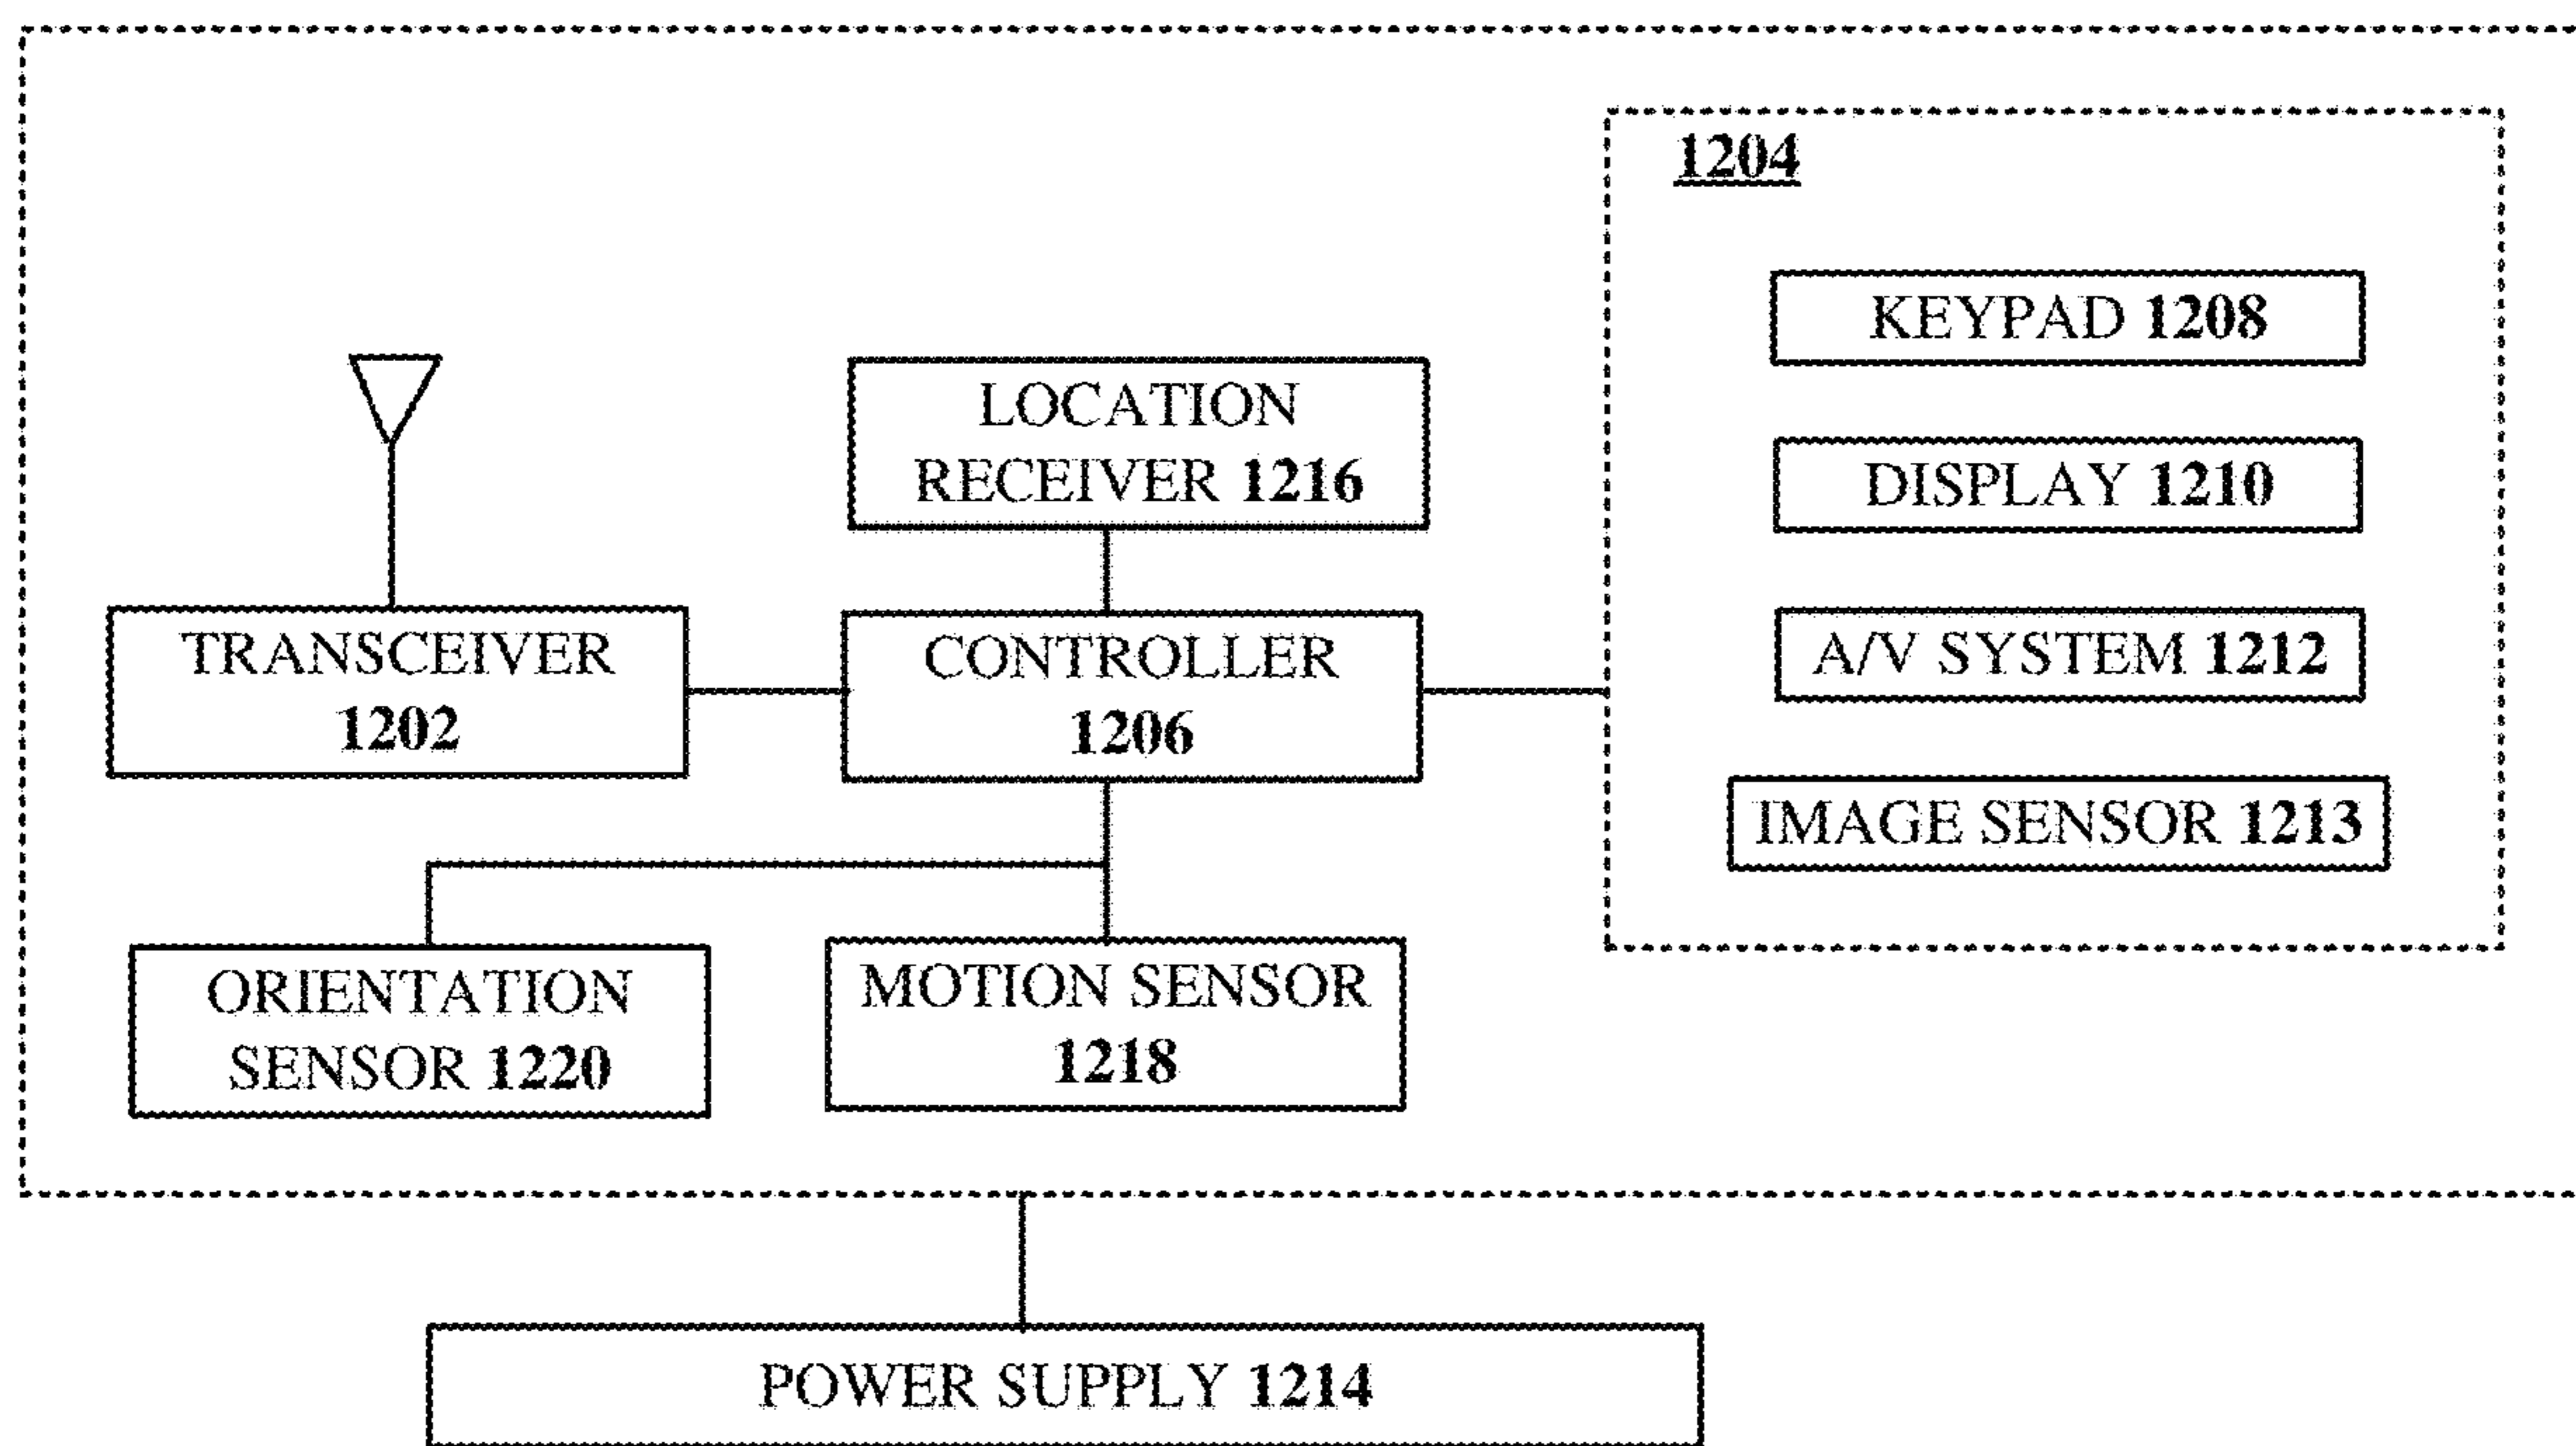 1204
KEYPAD 1208
LOCATION
RECEIVER 1216
DISPLAY 1210
TRANSCEIVER
1202
CONTROLLER
1206
A/V SYSTEM 1212
IMAGE SENSOR 1213
ORIENTATION
SENSOR 1220
MOTION SENSOR
1218
POWER SUPPLY 1214